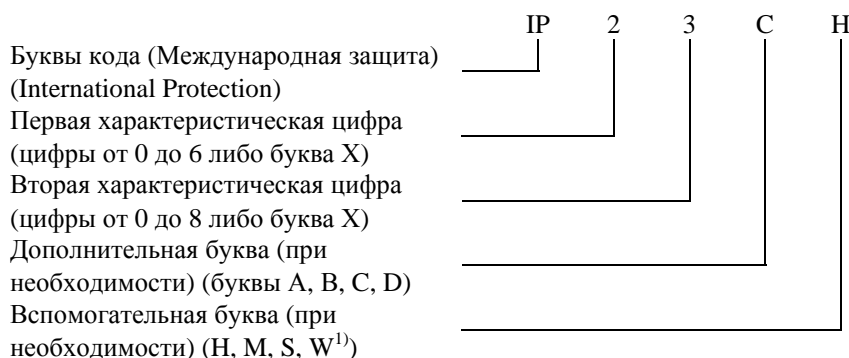 IP 2 3 C H
Буквы кода (Международная защита)
(International Protection)
Первая характеристическая цифра
(цифры от 0 до 6 либо буква X)
Вторая характеристическая цифра
(цифры от 0 до 8 либо буква X)
Дополнительная буква (при
необходимости) (буквы A, B, C, D)
Вспомогательная буква (при
необходимости) (H, M, S, W¹⁾)